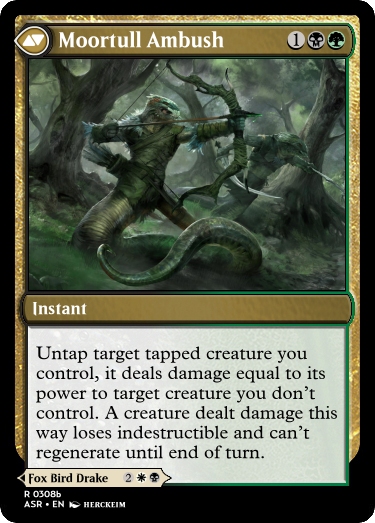 Moortull Ambush 1
Instant
Untap target tapped creature you
control, it deals damage equal to its
power to target creature you don't
control. A creature dealt damage this
way loses indestructible and can't
regenerate until end of turn.
Fox Bird Drake 2
R 0308b
ASR • EN HERCKEIM